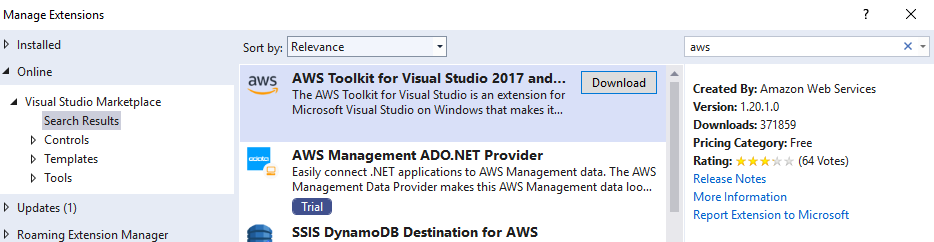 Manage Extensions
?
Installed
Online
Visual Studio Marketplace
Search Results
Controls
Templates
Tools
Updates (1)
Roaming Extension Manager
Sort by: Relevance
aws
AWS Toolkit for Visual Studio 2017 and...
Download
The AWS Toolkit for Visual Studio is an extension for
Microsoft Visual Studio on Windows that makes it...
AWS Management ADO.NET Provider
Easily connect .NET applications to AWS Management data. The AWS
Management Data Provider makes this AWS Management data loo...
Trial
SSIS DynamoDB Destination for AWS
aws
Created By: Amazon Web Services
Version: 1.20.1.0
Downloads: 371859
Pricing Category: Free
Rating: (64 Votes)
Release Notes
More Information
Report Extension to Microsoft